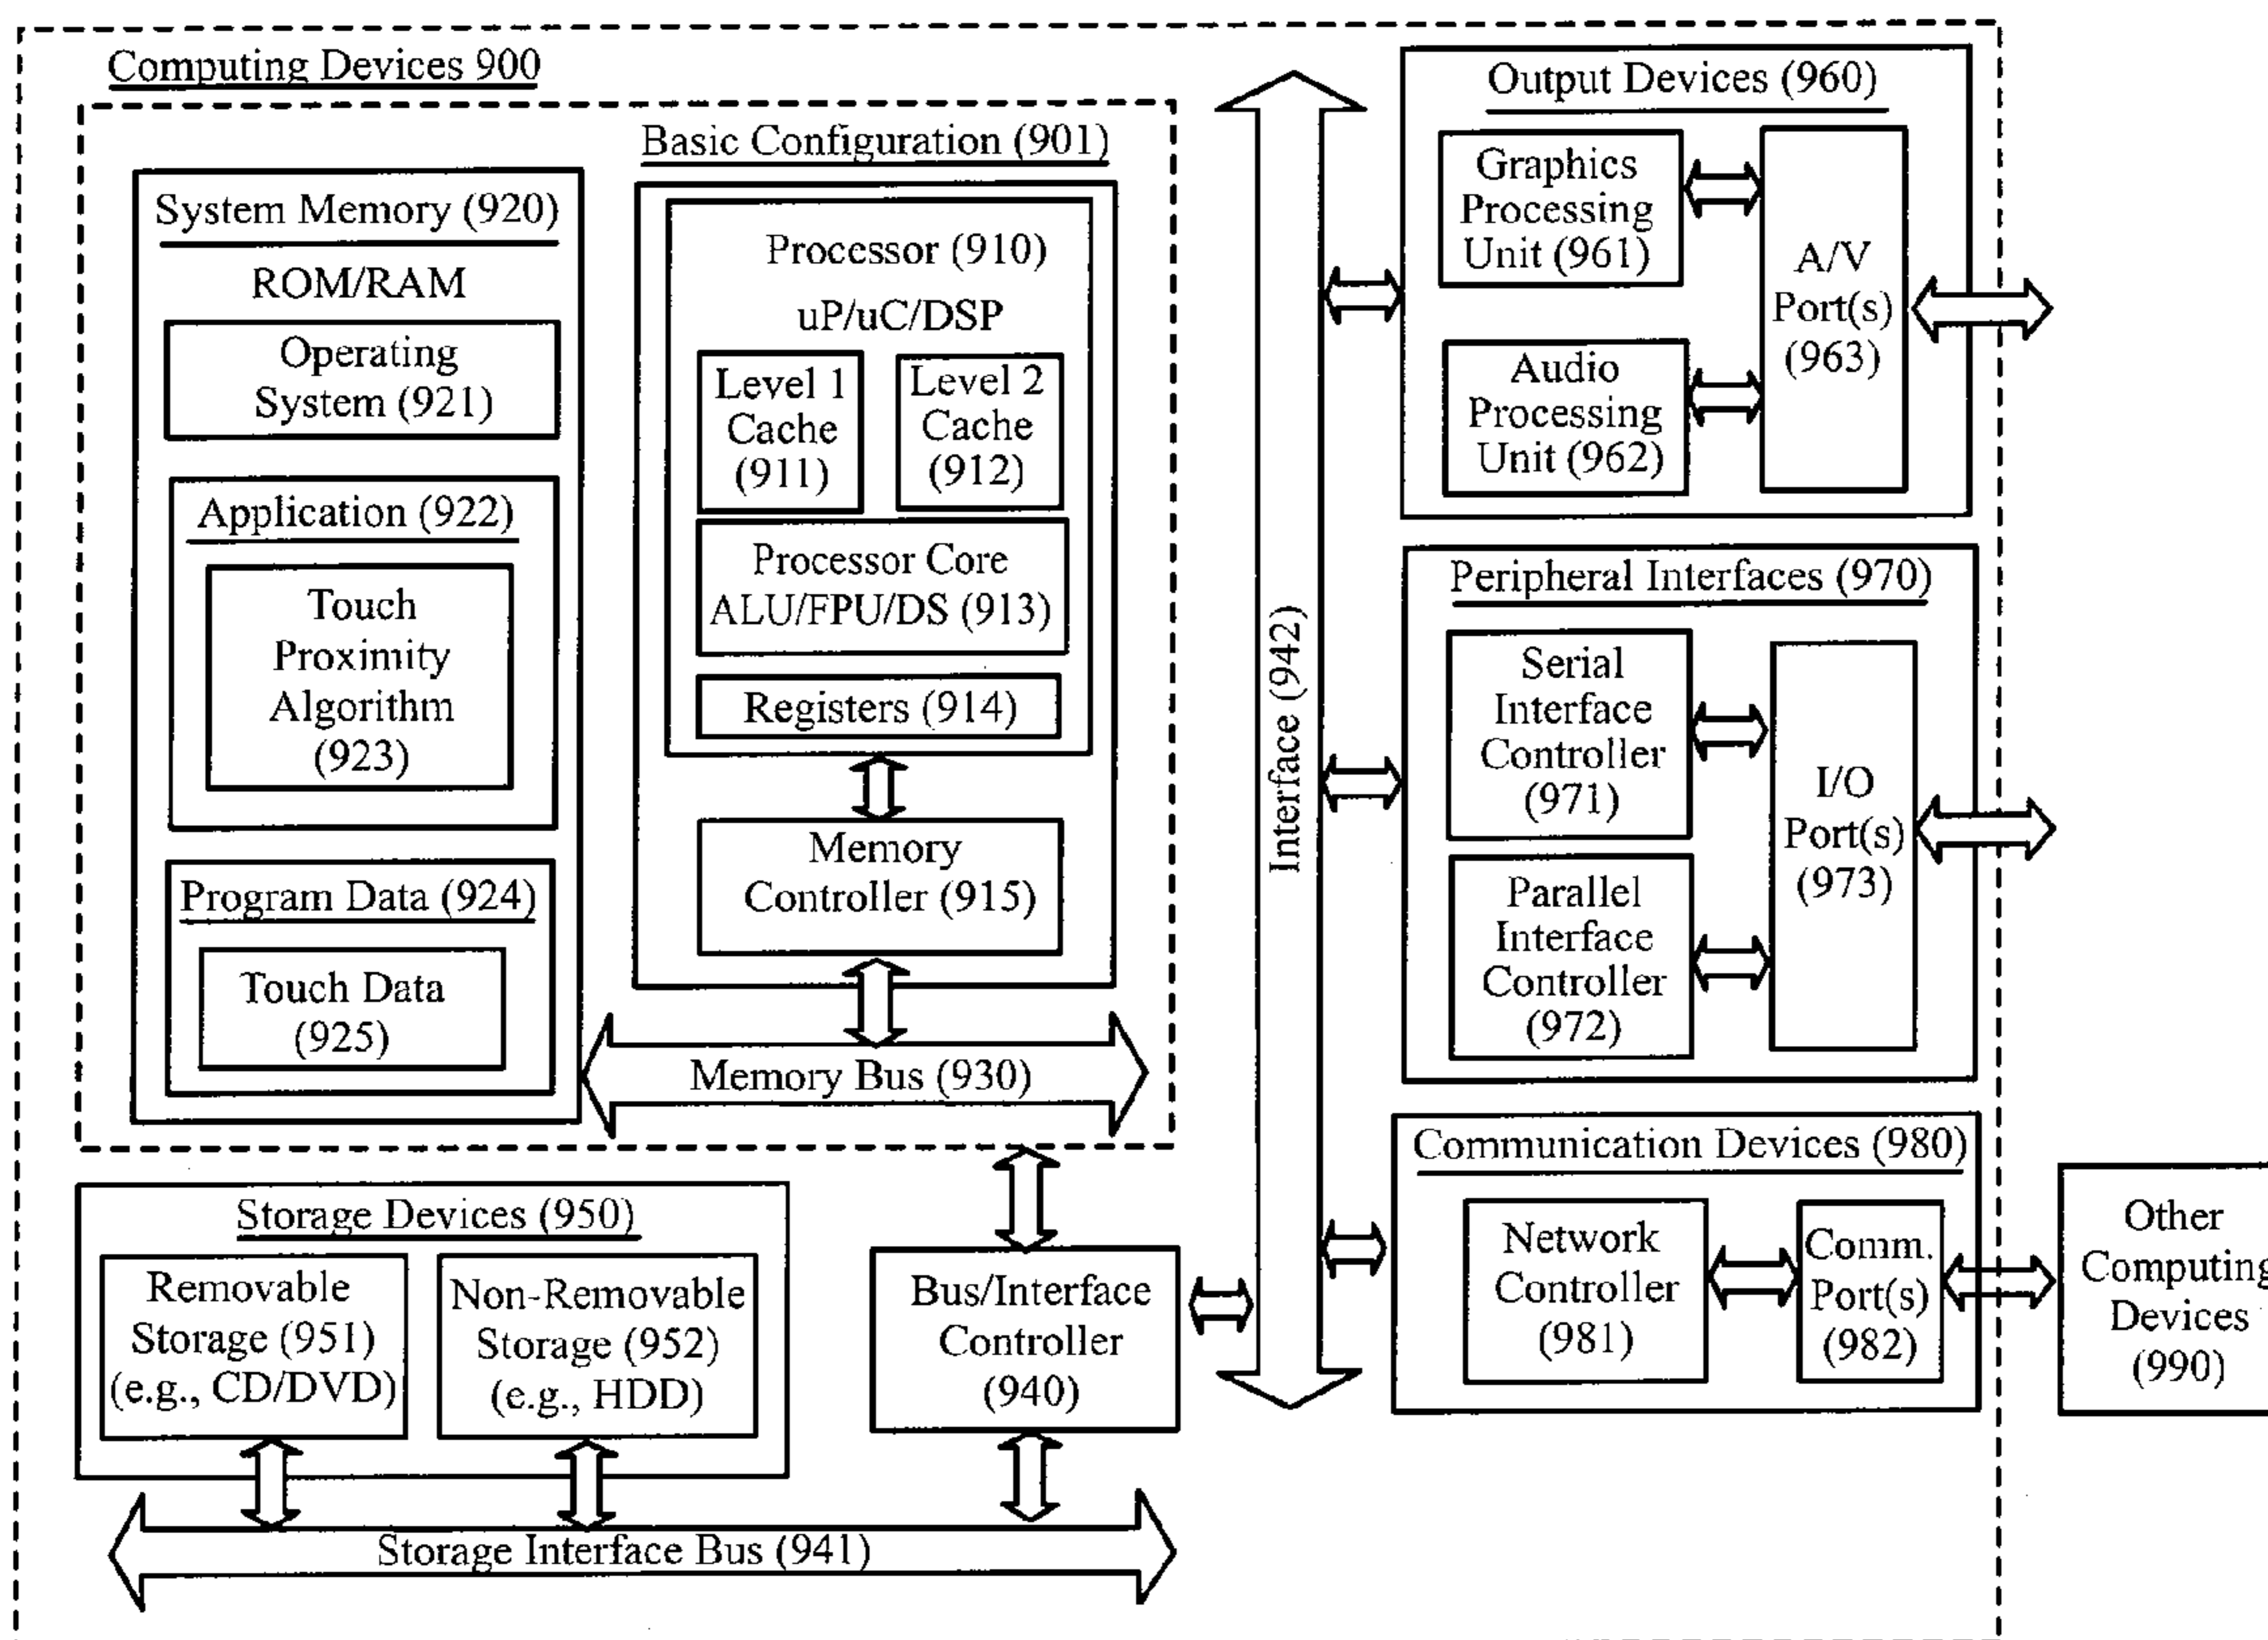 Computing Devices 900
Basic Configuration (901)
System Memory (920)
ROM/RAM
Operating
System (921)
Application (922)
Touch
Proximity
Algorithm
(923)
Program Data (924)
Touch Data
(925)
Processor (910)
uP/uC/DSP
Level 1
Cache
(911)
Level 2
Cache
(912)
Processor Core
ALU/FPU/DS (913)
Registers (914)
Memory
Controller (915)
Memory Bus (930)
Storage Devices (950)
Removable
Storage (951)
(e.g., CD/DVD)
Non-Removable
Storage (952)
(e.g., HDD)
Bus/Interface
Controller
(940)
Storage Interface Bus (941)
Interface (942)
Output Devices (960)
Graphics
Processing
Unit (961)
Audio
Processing
Unit (962)
A/V
Port(s)
(963)
Peripheral Interfaces (970)
Serial
Interface
Controller
(971)
Parallel
Interface
Controller
(972)
I/O
Port(s)
(973)
Communication Devices (980)
Network
Controller
(981)
Comm.
Port(s)
(982)
Other
Computing
Devices
(990)